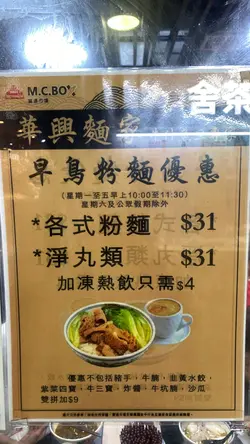 M.C.BOX
華興麵家
早鳥粉麵優惠
(星期一至五早上10:00至11:30)
星期六及公眾假期除外
*各式粉麵 $31
*淨丸類 $31
加凍熱飲只需$4
優惠不包括豬手，牛腩，韭黃水餃，
紫菜四寶，牛三寶，炸醬，牛坑腩，沙瓜
雙拼加$9